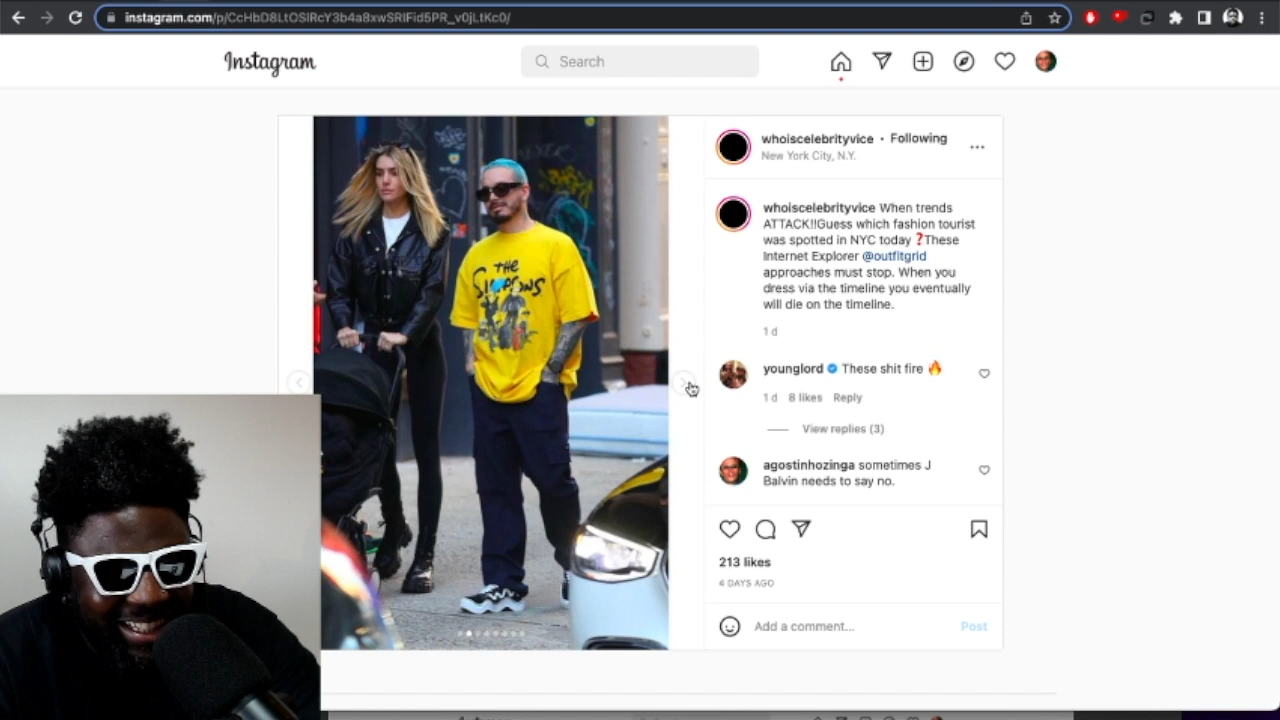 instagram.com/p/CcHbD8LtOSIRcY3b4a8xwSRIFid5PR_v0jLtKc0/
Instagram
Search
whoiscelebrityvice • Following
New York City, N.Y.
whoiscelebrityvice When trends
ATTACK!!Guess which fashion tourist
was spotted in NYC today ❓These
Internet Explorer @outfitgrid
approaches must stop. When you
dress via the timeline you eventually
will die on the timeline.
1 d
younglord These shit fire 🔥
1 d 8 likes Reply
View replies (3)
agostinhozinga sometimes J
Balvin needs to say no.
213 likes
4 DAYS AGO
Add a comment...
Post
THE
SIMPSONS